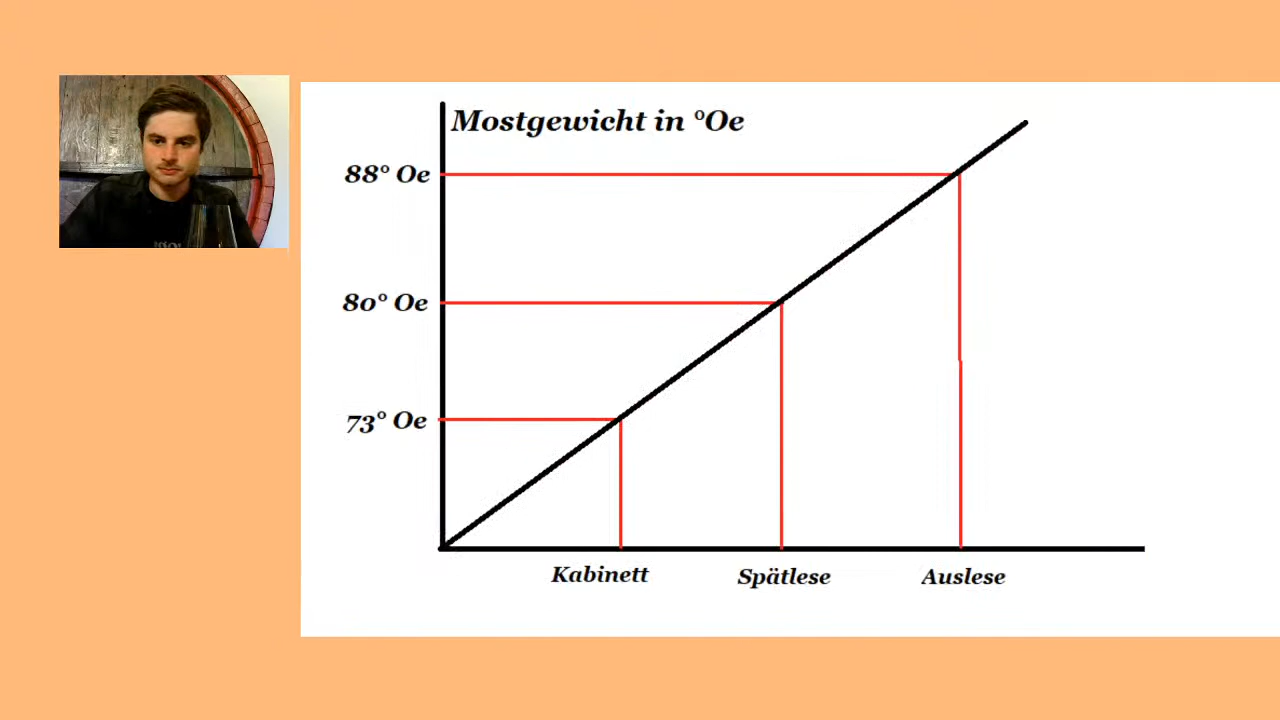 Mostgewicht in °Oe
88° Oe
80° Oe
73° Oe
Kabinett Spätlese Auslese